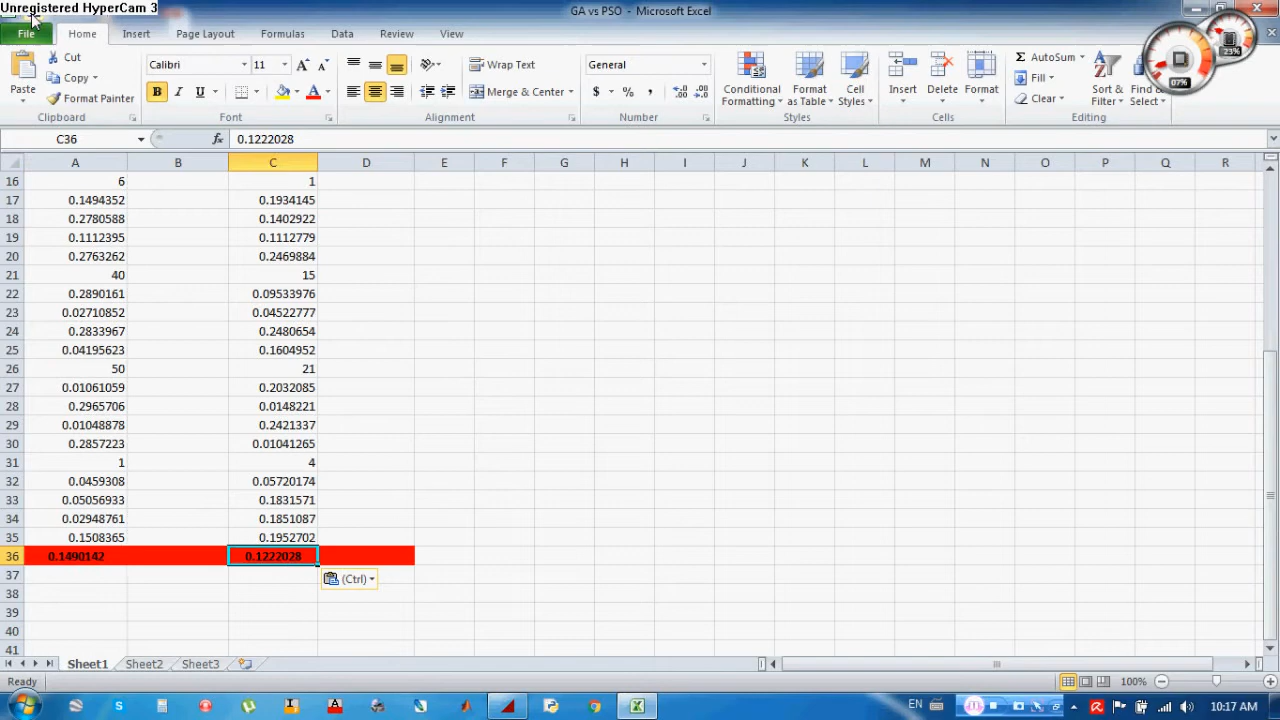 Unregistered HyperCam 3
GA vs PSO - Microsoft Excel
File Home Insert Page Layout Formulas Data Review View
Paste
Cut
Copy
Format Painter
Clipboard
Calibri 11
B I U A
Font
Wrap Text
Merge & Center
Alignment
General
$ % ,
Number
Conditional Formatting
Format as Table
Cell Styles
Styles
Insert Delete Format
Cells
Σ AutoSum
Fill
Clear
Sort & Filter
Find & Select
Editing
07%
23%
C36 fx 0.1222028
A B C D E F G H I J K L M N O P Q R
16 6 1
17 0.1494352 0.1934145
18 0.2780588 0.1402922
19 0.1112395 0.1112779
20 0.2763262 0.2469884
21 40 15
22 0.2890161 0.09533976
23 0.02710852 0.04522777
24 0.2833967 0.2480654
25 0.04195623 0.1604952
26 50 21
27 0.01061059 0.2032085
28 0.2965706 0.0148221
29 0.01048878 0.2421337
30 0.2857223 0.01041265
31 1 4
32 0.0459308 0.05720174
33 0.05056933 0.1831571
34 0.02948761 0.1851087
35 0.1508365 0.1952702
36 0.1490142 0.1222028
37 (Ctrl)
38
39
40
41
Sheet1 Sheet2 Sheet3
Ready 100%
EN 10:17 AM